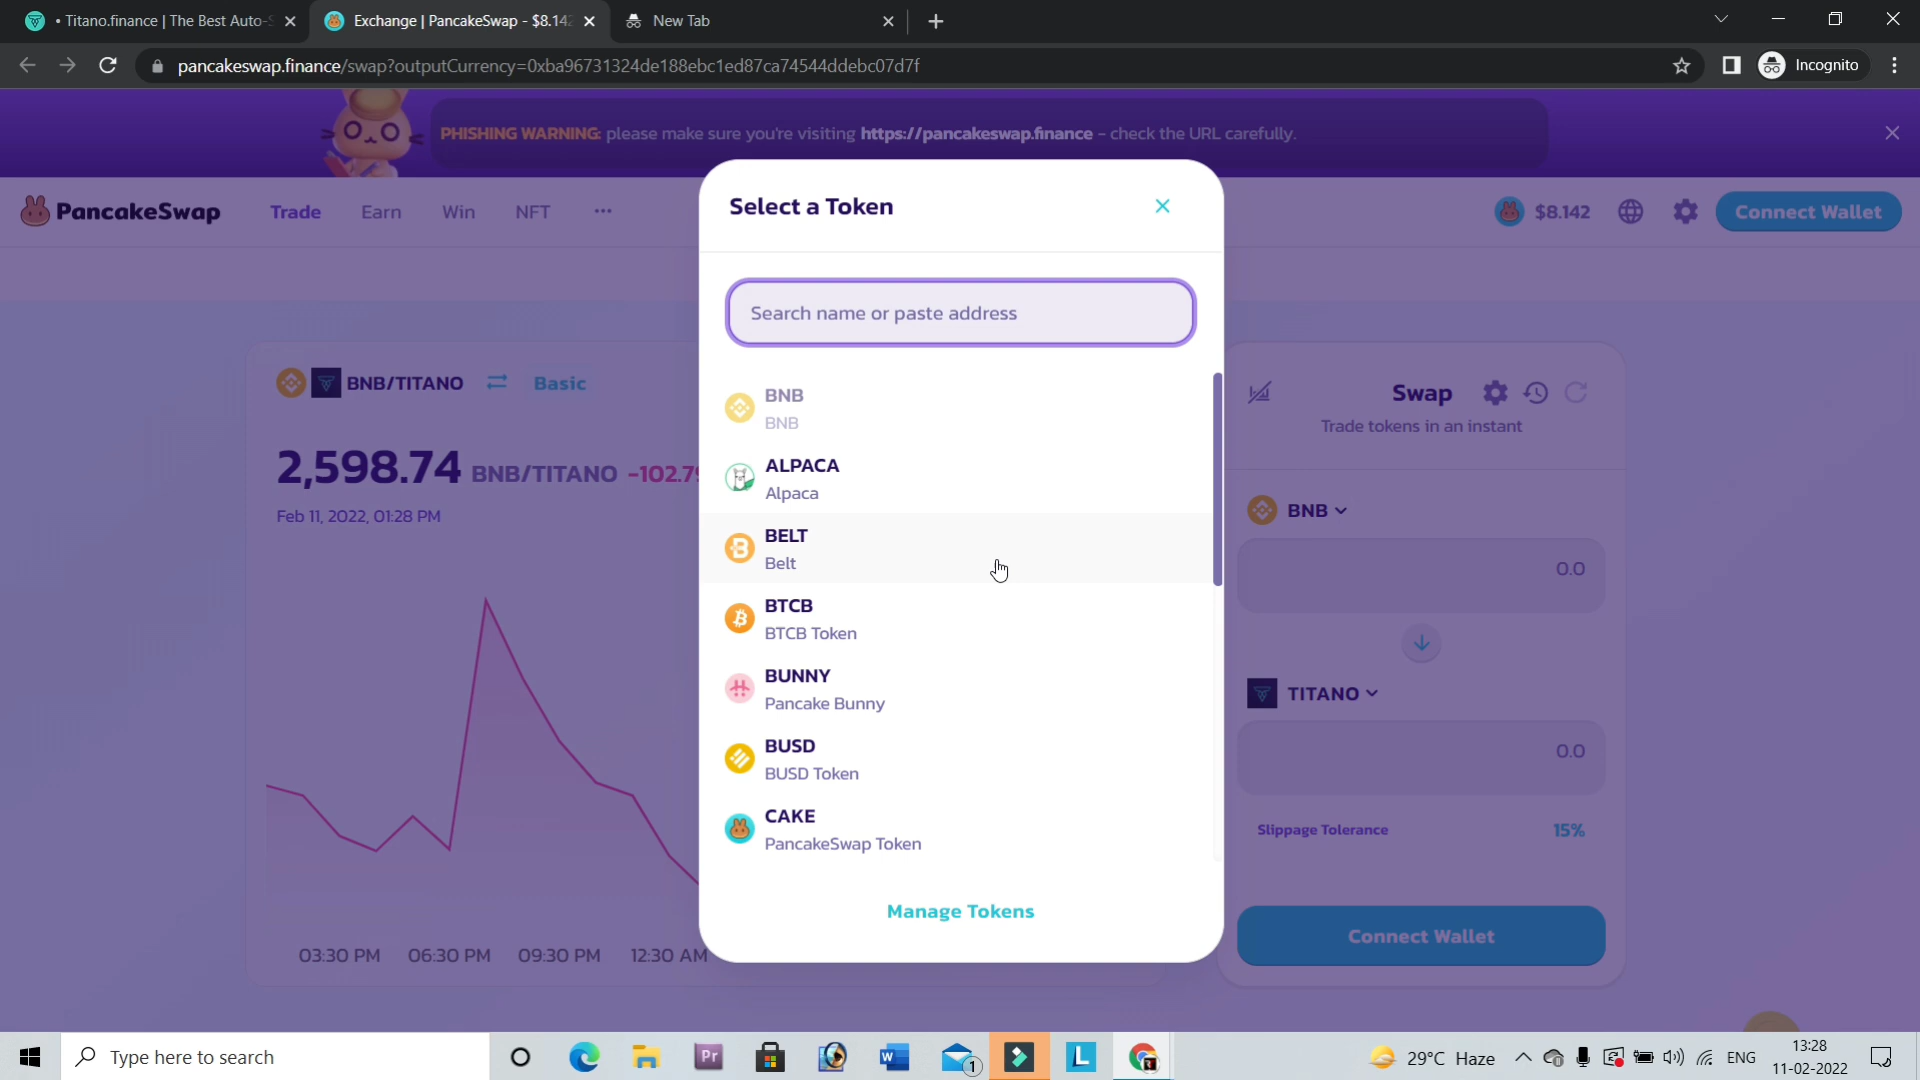 • Titano.finance | The Best Auto-S
Exchange | PancakeSwap - $8.142
New Tab
pancakeswap.finance/swap?outputCurrency=0xba96731324de188ebc1ed87ca74544ddebc07d7f
Incognito
PHISHING WARNING: please make sure you're visiting https://pancakeswap.finance - check the URL carefully.
PancakeSwap
Trade
Earn
Win
NFT
$8.142
Connect Wallet
Select a Token
Search name or paste address
BNB
BNB
ALPACA
Alpaca
BELT
Belt
BTCB
BTCB Token
BUNNY
Pancake Bunny
BUSD
BUSD Token
CAKE
PancakeSwap Token
Manage Tokens
BNB/TITANO
Basic
2,598.74 BNB/TITANO -102.79
Feb 11, 2022, 01:28 PM
03:30 PM
06:30 PM
09:30 PM
12:30 AM
Swap
Trade tokens in an instant
BNB
0.0
TITANO
0.0
Slippage Tolerance
15%
Connect Wallet
Type here to search
Pr
W
1
L
29°C Haze
ENG
13:28
11-02-2022